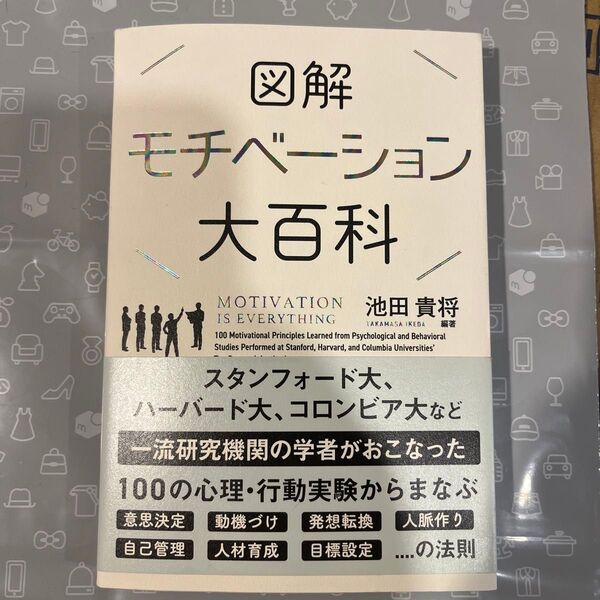 図解
モチベーション
大百科
MOTIVATION
IS EVERYTHING
池田 貴将
TAKAMASA IKEDA
編著
100 Motivational Principles Learned from Psychological and Behavioral
Studies Performed at Stanford, Harvard, and Columbia Universities'
スタンフォード大、
ハーバード大、コロンビア大など
一流研究機関の学者がおこなった
100の心理・行動実験からまなぶ
意思決定 動機づけ 発想転換 人脈作り
自己管理 人材育成 目標設定 ....の法則